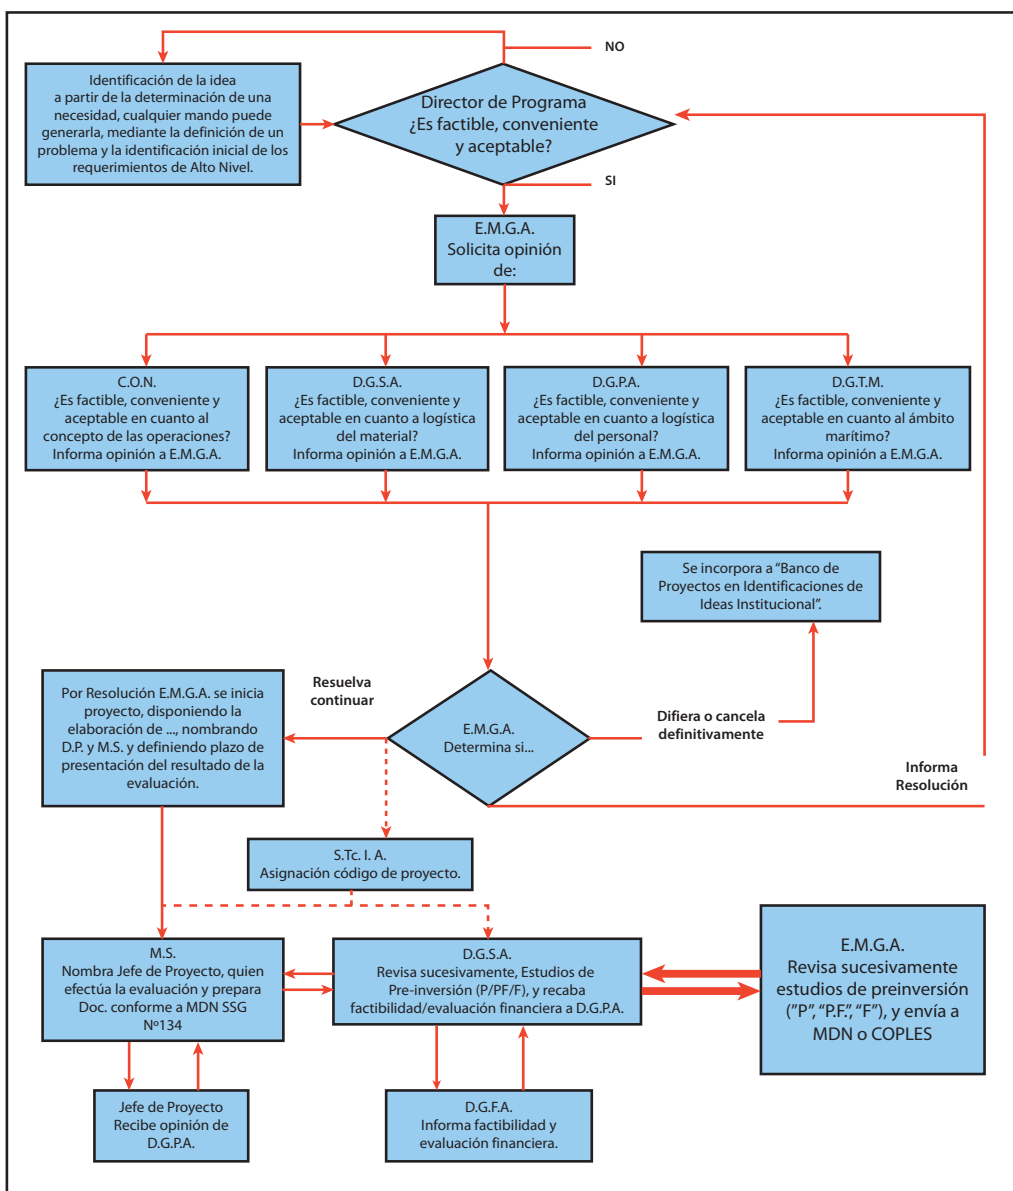 NO
Identificación de la idea
a partir de la determinación de una
necesidad, cualquier mando puede
generarla, mediante la definición de un
problema y la identificación inicial de los
requerimientos de Alto Nivel.
Director de Programa
¿Es factible, conveniente
y aceptable?
SI
E.M.G.A.
Solicita opinión
de:
C.O.N.
¿Es factible, conveniente y
aceptable en cuanto al
concepto de las operaciones?
Informa opinión a E.M.G.A.
D.G.S.A.
¿Es factible, conveniente y
aceptable en cuanto a logística
del material?
Informa opinión a E.M.G.A.
D.G.P.A.
¿Es factible, conveniente y
aceptable en cuanto a logística
del personal?
Informa opinión a E.M.G.A.
D.G.T.M.
¿Es factible, conveniente y
aceptable en cuanto al ámbito
marítimo?
Informa opinión a E.M.G.A.
Se incorpora a “Banco de
Proyectos en Identificaciones de
Ideas Institucional”.
Resuelva
continuar
Por Resolución E.M.G.A. se inicia
proyecto, disponiendo la
elaboración de ..., nombrando
D.P. y M.S. y definiendo plazo de
presentación del resultado de la
evaluación.
E.M.G.A.
Determina si...
Difiera o cancela
definitivamente
Informa
Resolución
S.Tc. I. A.
Asignación código de proyecto.
M.S.
Nombra Jefe de Proyecto, quien
efectúa la evaluación y prepara
Doc. conforme a MDN SSG
Nº134
D.G.S.A.
Revisa sucesivamente, Estudios de
Pre-inversión (P/PF/F), y recaba
factibilidad/evaluación financiera a D.G.P.A.
E.M.G.A.
Revisa sucesivamente
estudios de preinversión
("P”, “P.F.”, “F”), y envía a
MDN o COPLES
Jefe de Proyecto
Recibe opinión de
D.G.P.A.
D.G.F.A.
Informa factibilidad y
evaluación financiera.